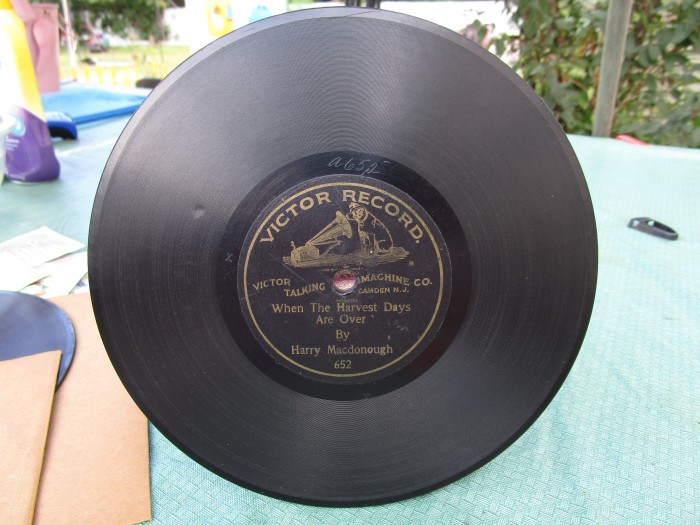 a652
VICTOR RECORD.
VICTOR MACHINE CO.
TALKING CAMDEN N.J.
When The Harvest Days
Are Over
By
Harry Macdonough
652